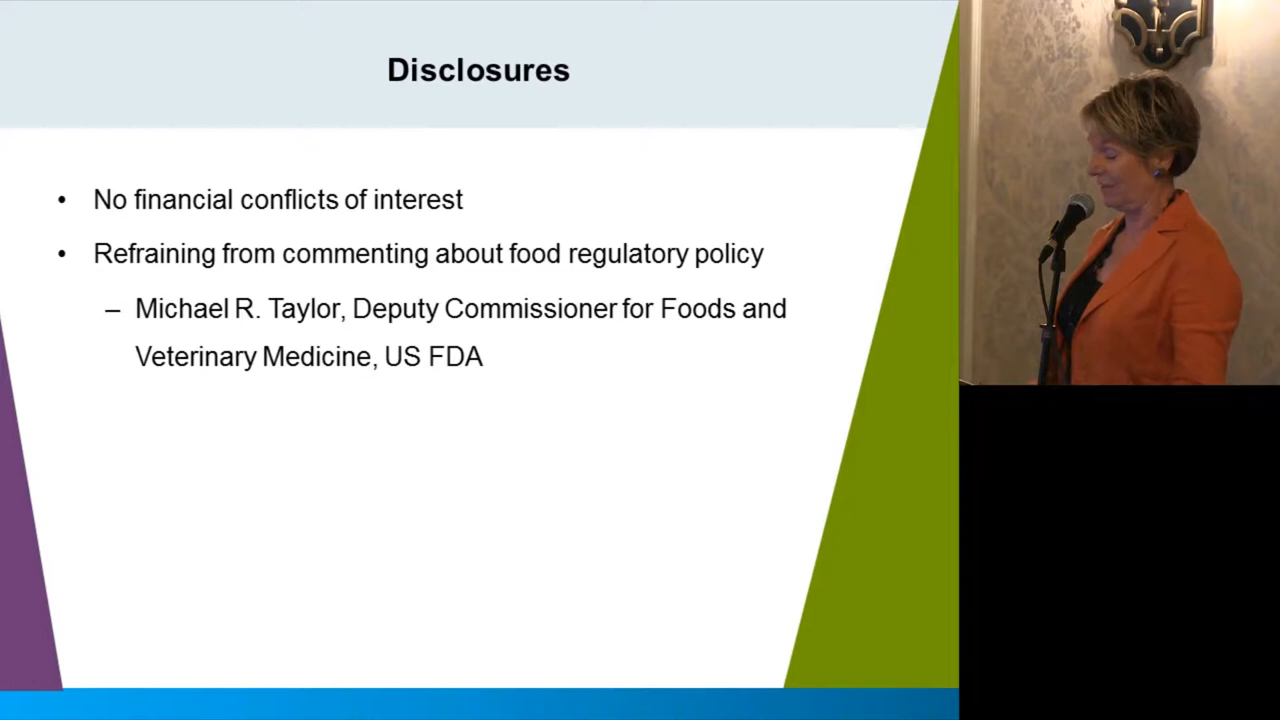 Disclosures
• No financial conflicts of interest
• Refraining from commenting about food regulatory policy
– Michael R. Taylor, Deputy Commissioner for Foods and
Veterinary Medicine, US FDA